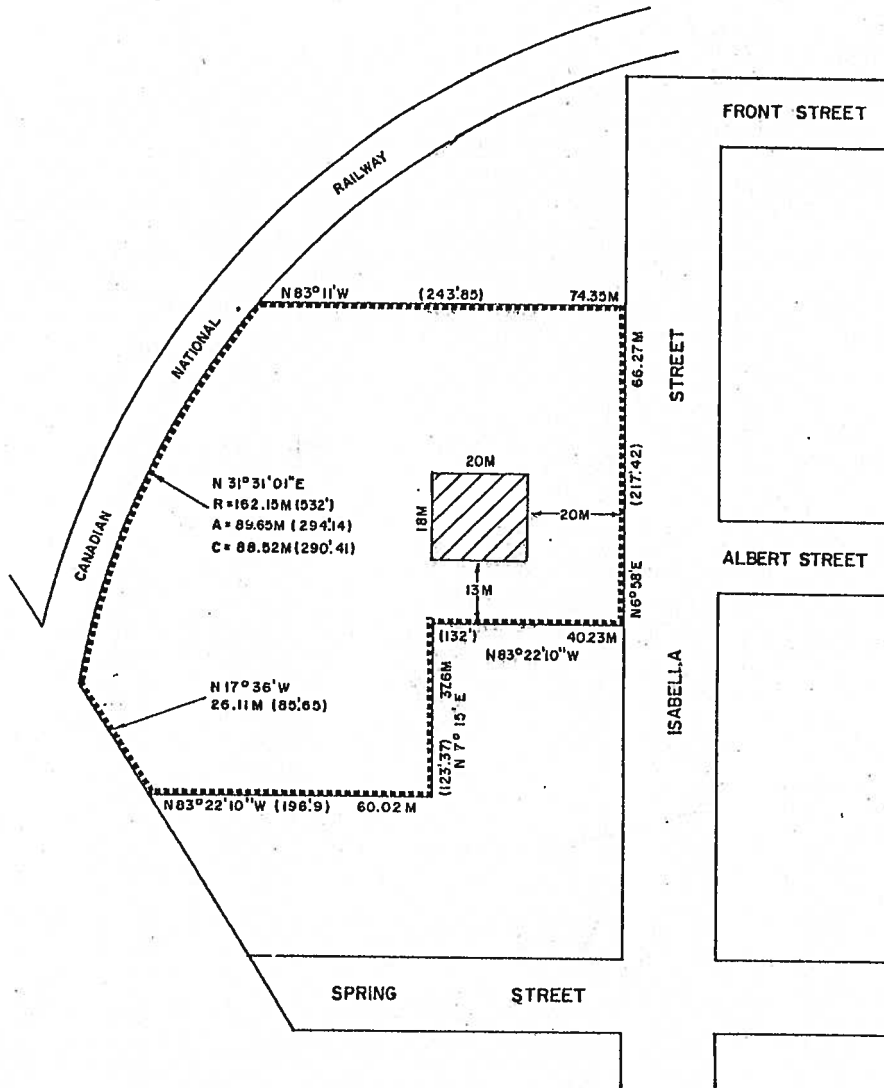 FRONT STREET
CANADIAN NATIONAL RAILWAY
N 83° 11' W (243'.85) 74.35M
66.27M
(217'.42)
N6°58'E
STREET
ISABELLA
N 31° 31' 01" E
R=162.15M (532')
A = 89.65M (294'.14)
C = 88.52M (290'.41)
20M
18M
20M
13M
ALBERT STREET
(132') 40.23M
N83°22'10"W
N 17° 36' W
26.11M (85'.65)
(123'.37) 37.6M
N 7° 15' E
N83°22'10"W (196'.9) 60.02 M
SPRING STREET